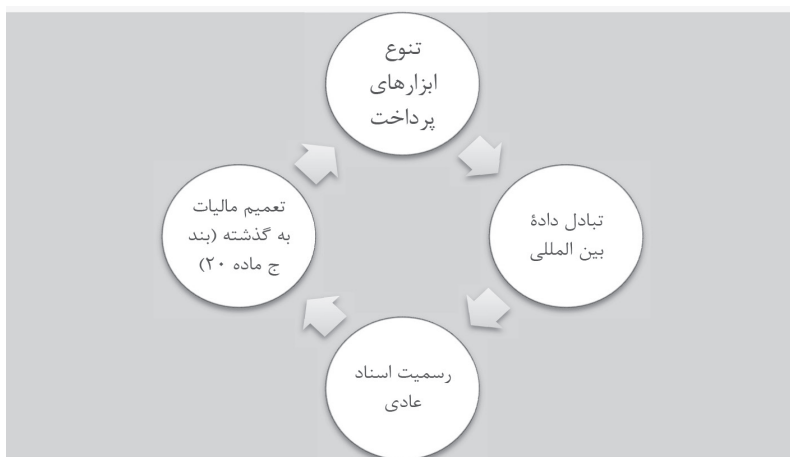 تنوع
ابزارهای
پرداخت
تبادل دادهٔ
بین المللی
رسمیت اسناد
عادی
تعمیم مالیات
به گذشته (بند
ج ماده ۲۰)